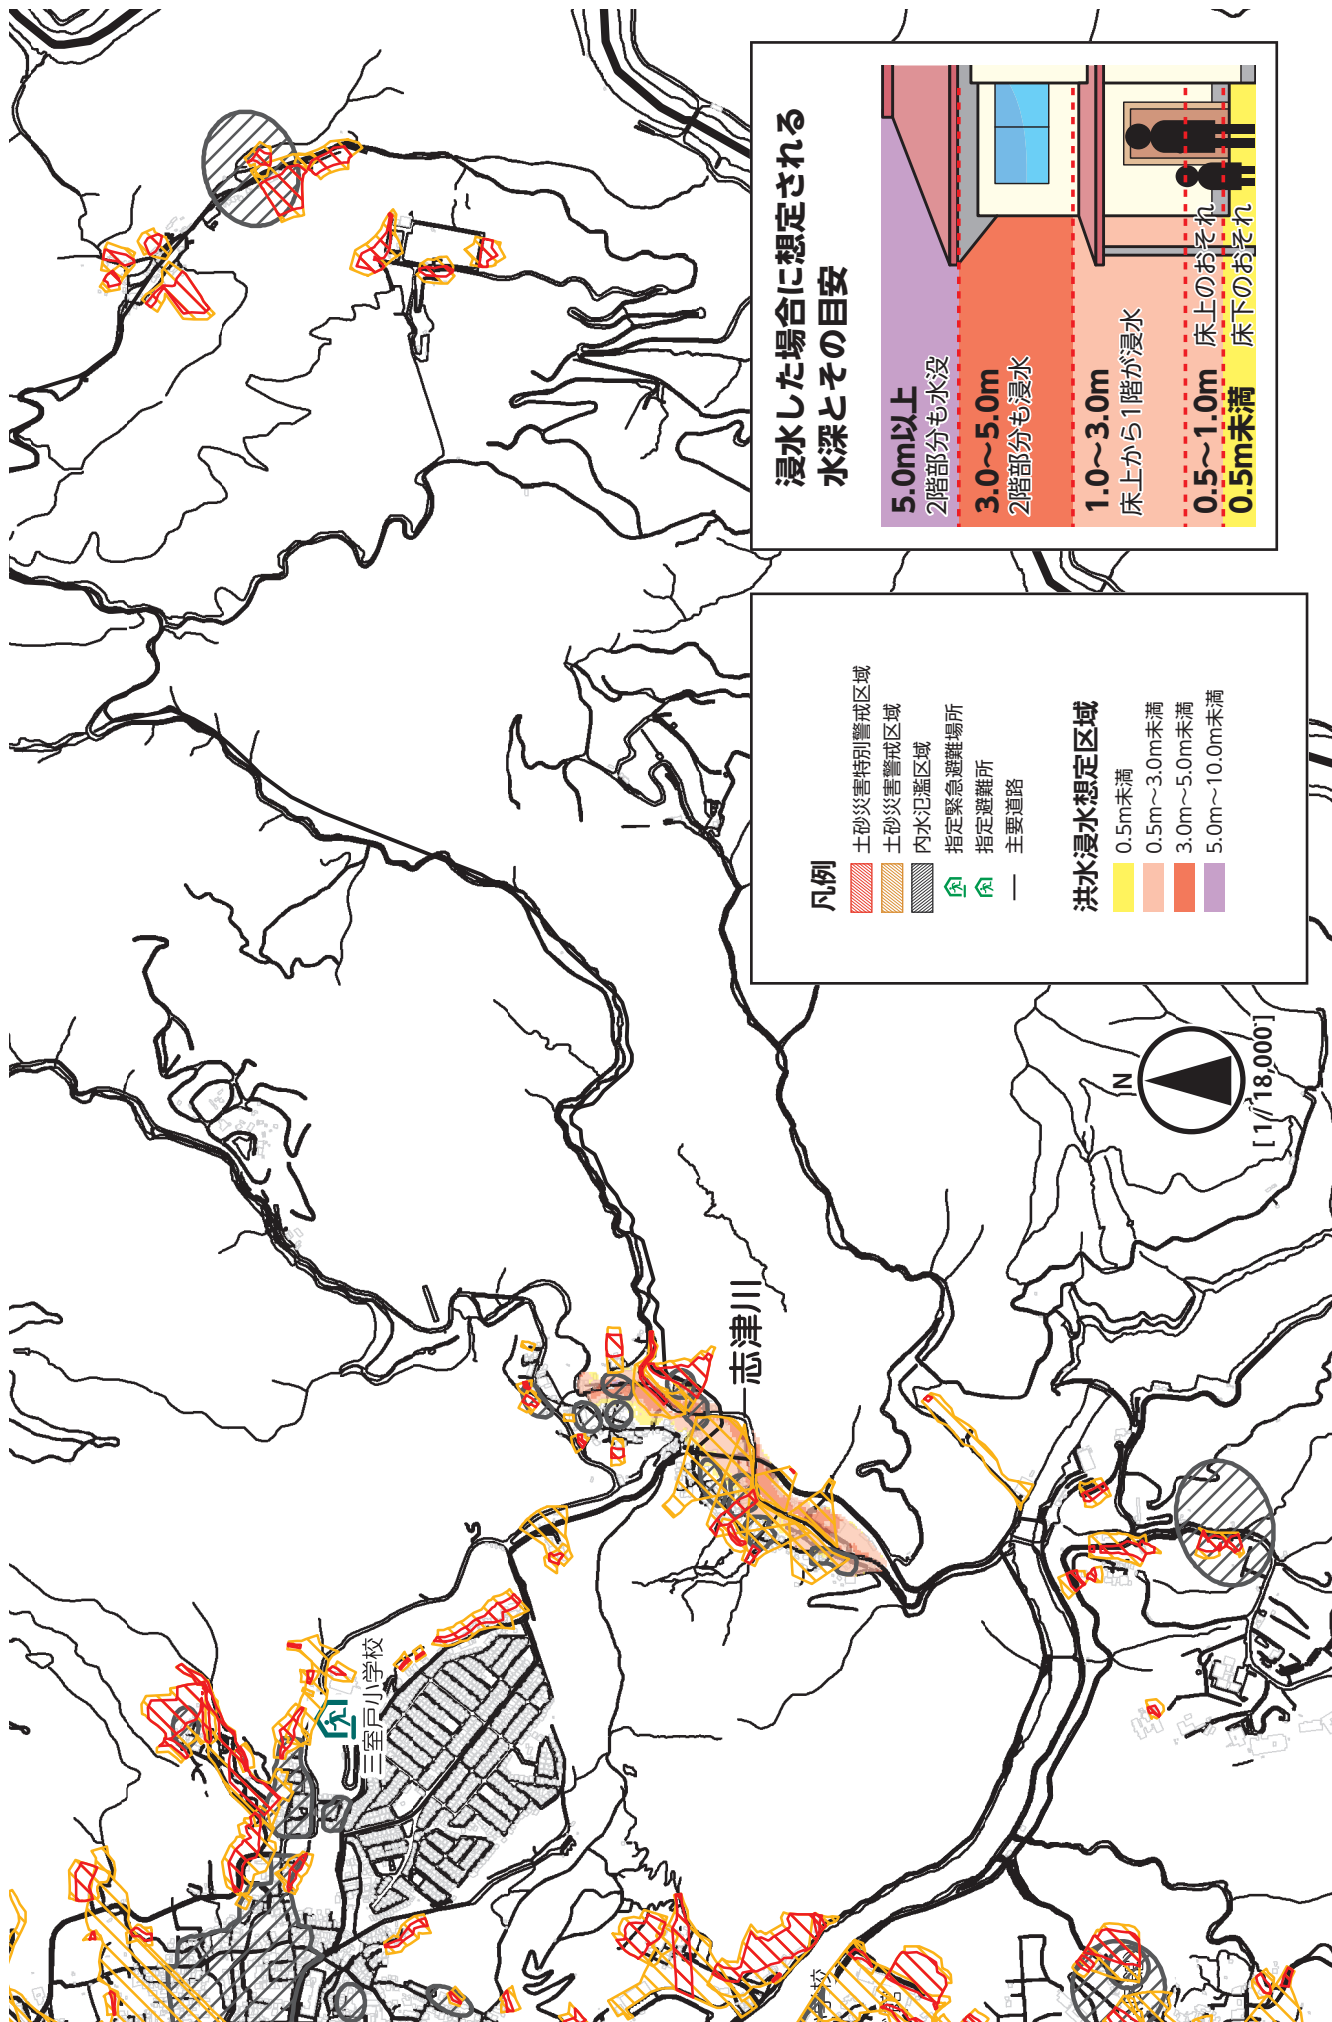 浸水した場合に想定される
水深とその目安
5.0m以上
2階部分も水没
3.0〜5.0m
2階部分も浸水
1.0〜3.0m
床上から1階が浸水
0.5〜1.0m 床上のおそれ
0.5m未満 床下のおそれ
凡例
土砂災害特別警戒区域
土砂災害警戒区域
内水氾濫区域
指定緊急避難場所
指定避難所
主要道路
洪水浸水想定区域
0.5m未満
0.5m〜3.0m未満
3.0m〜5.0m未満
5.0m〜10.0m未満
N
[1/18,000]
志津川
三室戸小学校
学校